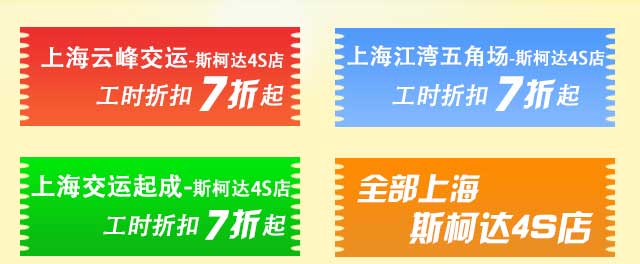 上海云峰交运-斯柯达4S店
工时折扣 7折起
上海江湾五角场-斯柯达4S店
工时折扣 7折起
上海交运起成-斯柯达4S店
工时折扣 7折起
全部上海
斯柯达4S店